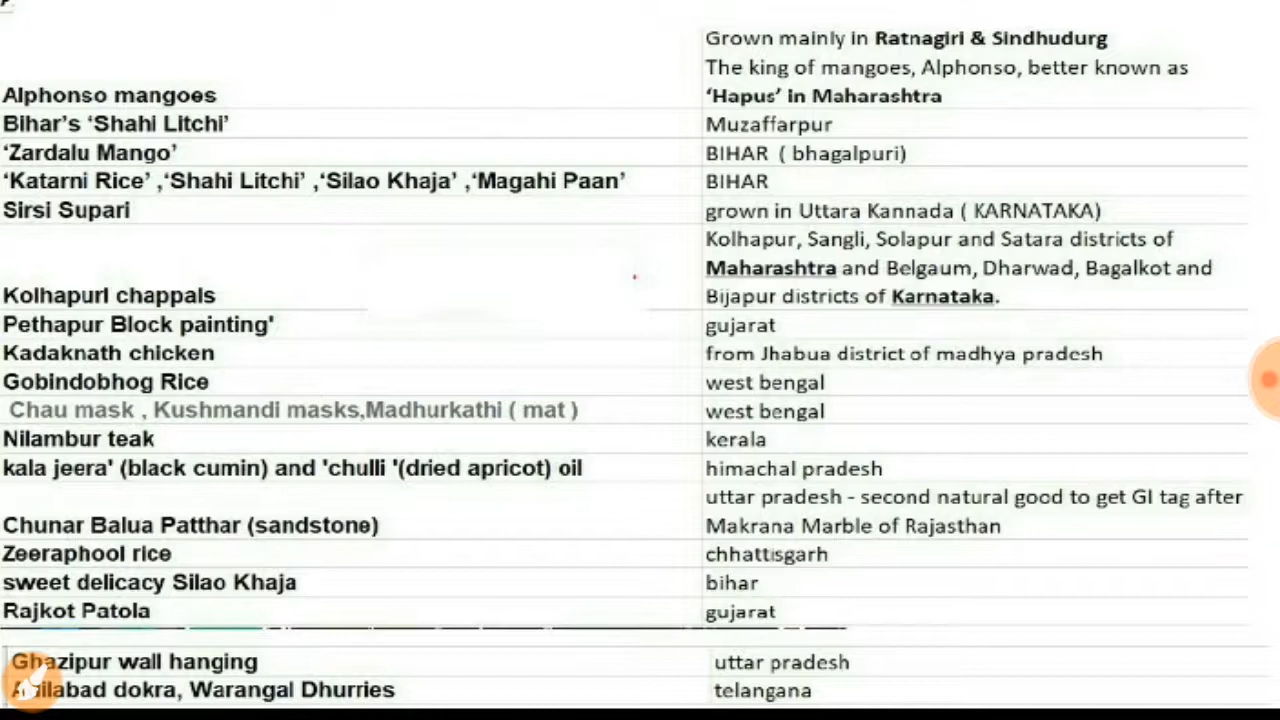 Grown mainly in Ratnagiri & Sindhudurg
The king of mangoes, Alphonso, better known as
Alphonso mangoes ‘Hapus’ in Maharashtra
Bihar’s ‘Shahi Litchi’ Muzaffarpur
‘Zardalu Mango’ BIHAR ( bhagalpuri)
‘Katarni Rice’ ,‘Shahi Litchi’ ,‘Silao Khaja’ ,‘Magahi Paan’ BIHAR
Sirsi Supari grown in Uttara Kannada ( KARNATAKA)
Kolhapur, Sangli, Solapur and Satara districts of
Maharashtra and Belgaum, Dharwad, Bagalkot and
Kolhapuri chappals Bijapur districts of Karnataka.
Pethapur Block painting' gujarat
Kadaknath chicken from Jhabua district of madhya pradesh
Gobindobhog Rice west bengal
Chau mask , Kushmandi masks,Madhurkathi ( mat ) west bengal
Nilambur teak kerala
kala jeera' (black cumin) and 'chulli '(dried apricot) oil himachal pradesh
uttar pradesh - second natural good to get GI tag after
Chunar Balua Patthar (sandstone) Makrana Marble of Rajasthan
Zeeraphool rice chhattisgarh
sweet delicacy Silao Khaja bihar
Rajkot Patola gujarat
Ghazipur wall hanging uttar pradesh
Adilabad dokra, Warangal Dhurries telangana